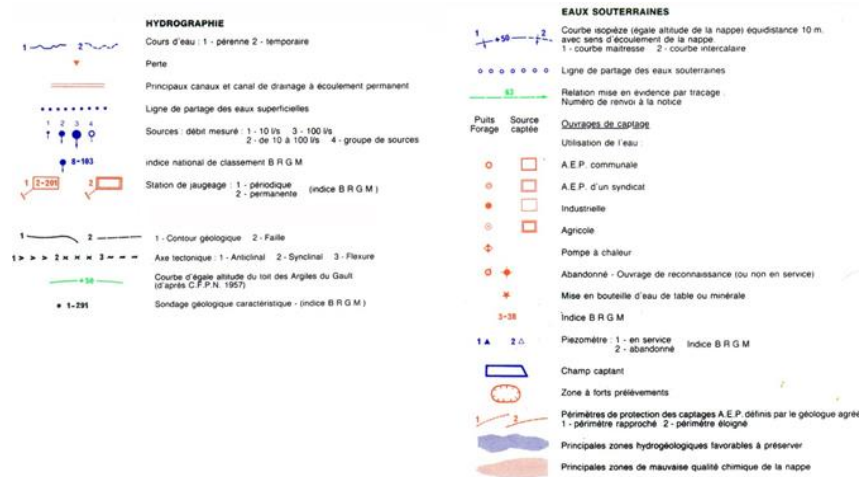 HYDROGRAPHIE
1 2 Cours d'eau : 1 - pérenne 2 - temporaire
Perte
Principaux canaux et canal de drainage à écoulement permanent
Ligne de partage des eaux superficielles
1 2 3 4
Sources : débit mesuré : 1 - 10 l/s 3 - 100 l/s
2 - de 10 à 100 l/s 4 - groupe de sources
8-103 indice national de classement B R G M
1 2-201 2 Station de jaugeage : 1 - périodique
2 - permanente (indice B R G M)
1 2 1 - Contour géologique 2 - Faille
1 > > > 2 x x x 3 Axe tectonique : 1 - Anticlinal 2 - Synclinal 3 - Flexure
+50 Courbe d'égale altitude du toit des Argiles du Gault
(d'après C.F.P.N. 1957)
1-291 Sondage géologique caractéristique - (indice B R G M)
EAUX SOUTERRAINES
1 +50 2 Courbe isopièze (égale altitude de la nappe) équidistance 10 m.
avec sens d'écoulement de la nappe
1 - courbe maitresse 2 - courbe intercalaire
Ligne de partage des eaux souterraines
Relation mise en évidence par tracage :
Numéro de renvoi à la notice
Puits Forage
Source captée
Ouvrages de captage
Utilisation de l'eau :
A.E.P. communale
A.E.P. d'un syndicat
Industrielle
Agricole
Pompe à chaleur
Abandonné - Ouvrage de reconnaissance (ou non en service)
Mise en bouteille d'eau de table ou minérale
3-38 Indice B R G M
1 2 Piezomètre : 1 - en service
2 - abandonné Indice B R G M
Champ captant
Zone à forts prélèvements
1 2 Périmètres de protection des captages A.E.P. définis par le géologue agréé
1 - périmètre rapproché 2 - périmètre éloigné
Principales zones hydrogéologiques favorables à préserver
Principales zones de mauvaise qualité chimique de la nappe